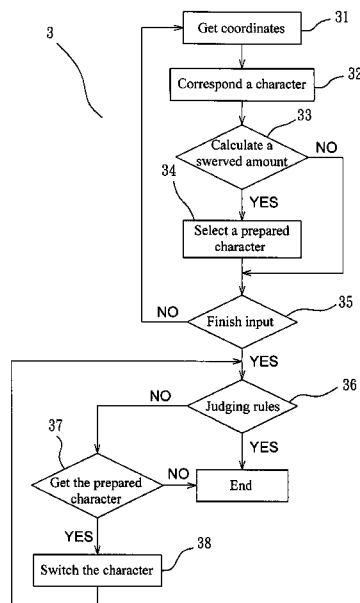 Get coordinates
31
3
Correspond a character
32
33
Calculate a
swerved amount
NO
34
YES
Select a prepared
character
35
NO
Finish input
YES
36
NO
Judging rules
37
YES
Get the prepared
character
NO
End
YES
38
Switch the character